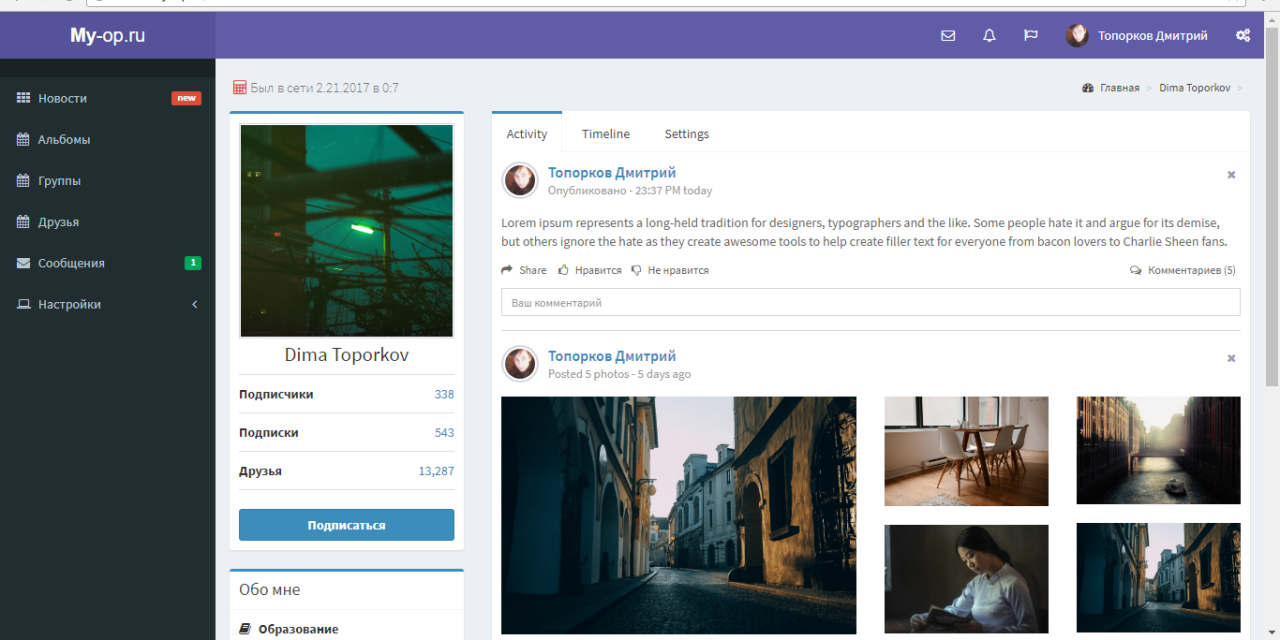 My-op.ru
Топорков Дмитрий
Новости
new
Альбомы
Группы
Друзья
Сообщения
1
Настройки
Был в сети 2.21.2017 в 0:7
Главная > Dima Toporkov >
Dima Toporkov
Подписчики 338
Подписки 543
Друзья 13,287
Подписаться
Обо мне
Образование
Activity Timeline Settings
Топорков Дмитрий
Опубликовано - 23:37 PM today
Lorem ipsum represents a long-held tradition for designers, typographers and the like. Some people hate it and argue for its demise,
but others ignore the hate as they create awesome tools to help create filler text for everyone from bacon lovers to Charlie Sheen fans.
Share Нравится Не нравится Комментариев (5)
Ваш комментарий
Топорков Дмитрий
Posted 5 photos - 5 days ago